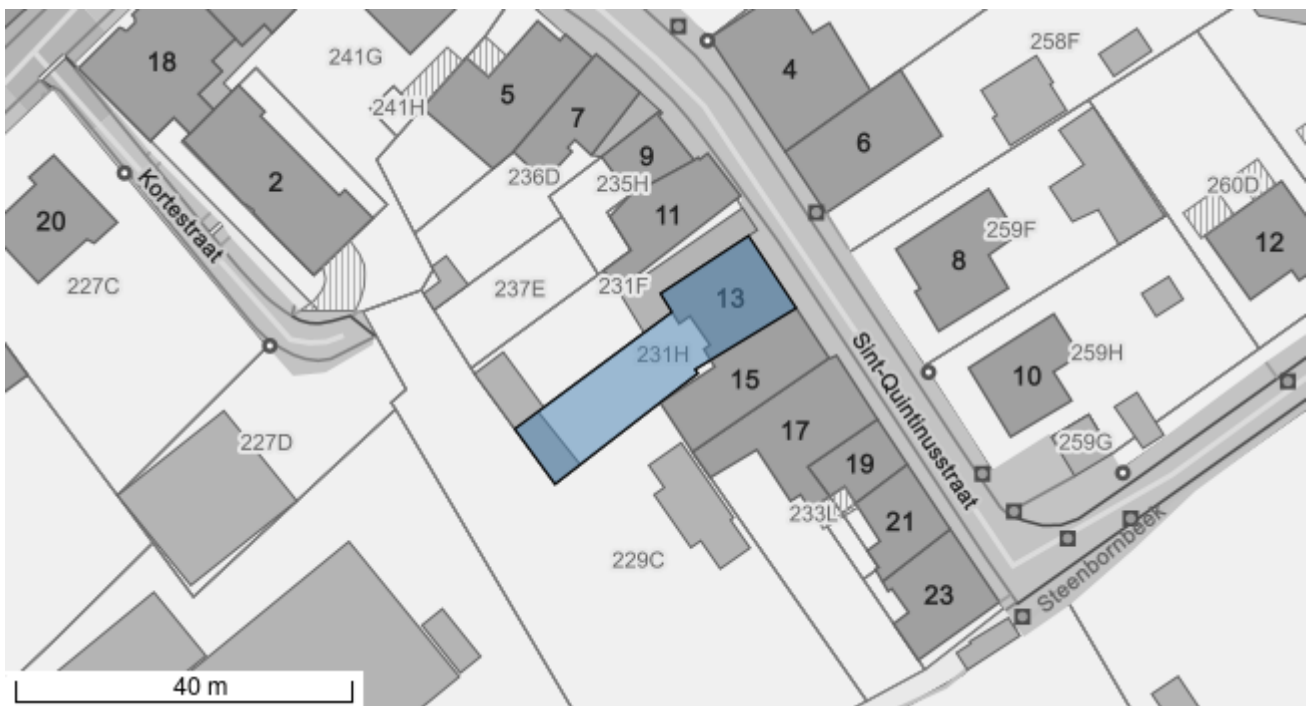 258F
241G
18
4
5
241H
7
6
9
2
236D
235H
260D
Kortestraat
11
259F
12
20
8
227C
237E
231F
13
231H
259H
15
10
Sint-Quintinusstraat
17
227D
259G
19
233L
21
229C
Steenbornbeek
23
40 m